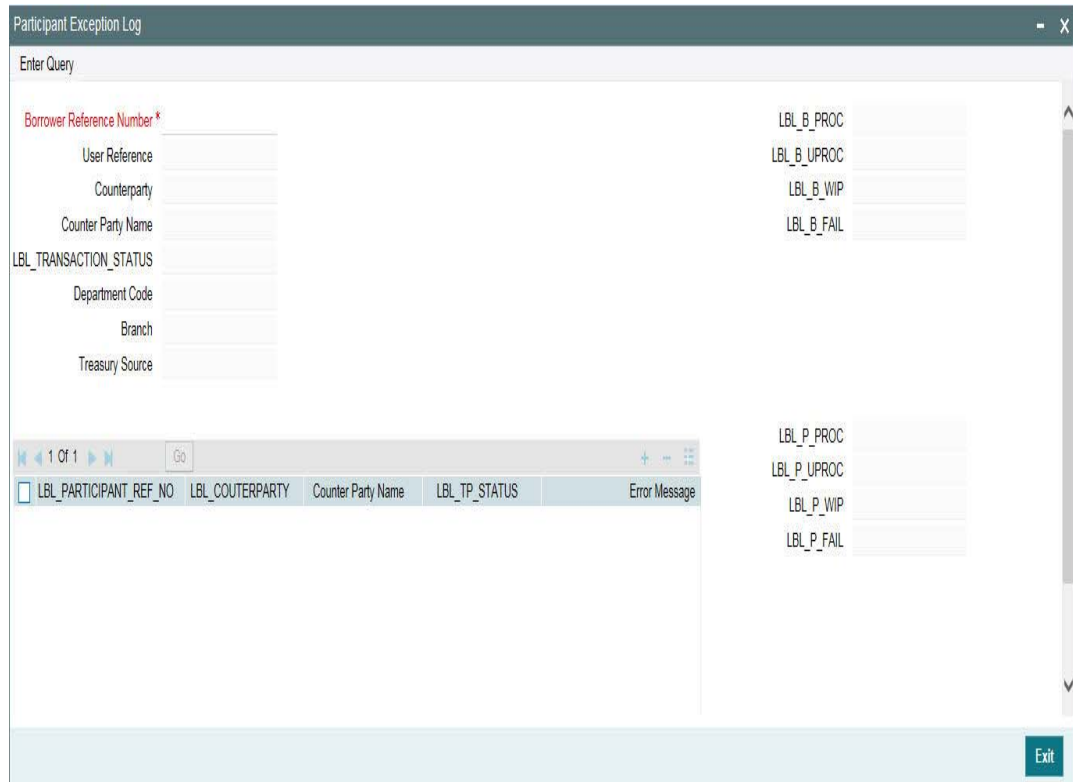 Participant Exception Log
- X
Enter Query
Borrower Reference Number *
User Reference
Counterparty
Counter Party Name
LBL_TRANSACTION_STATUS
Department Code
Branch
Treasury Source
LBL_B_PROC
LBL_B_UPROC
LBL_B_WIP
LBL_B_FAIL
1 Of 1 Go
LBL_PARTICIPANT_REF_NO LBL_COUTERPARTY Counter Party Name LBL_TP_STATUS Error Message
LBL_P_PROC
LBL_P_UPROC
LBL_P_WIP
LBL_P_FAIL
Exit